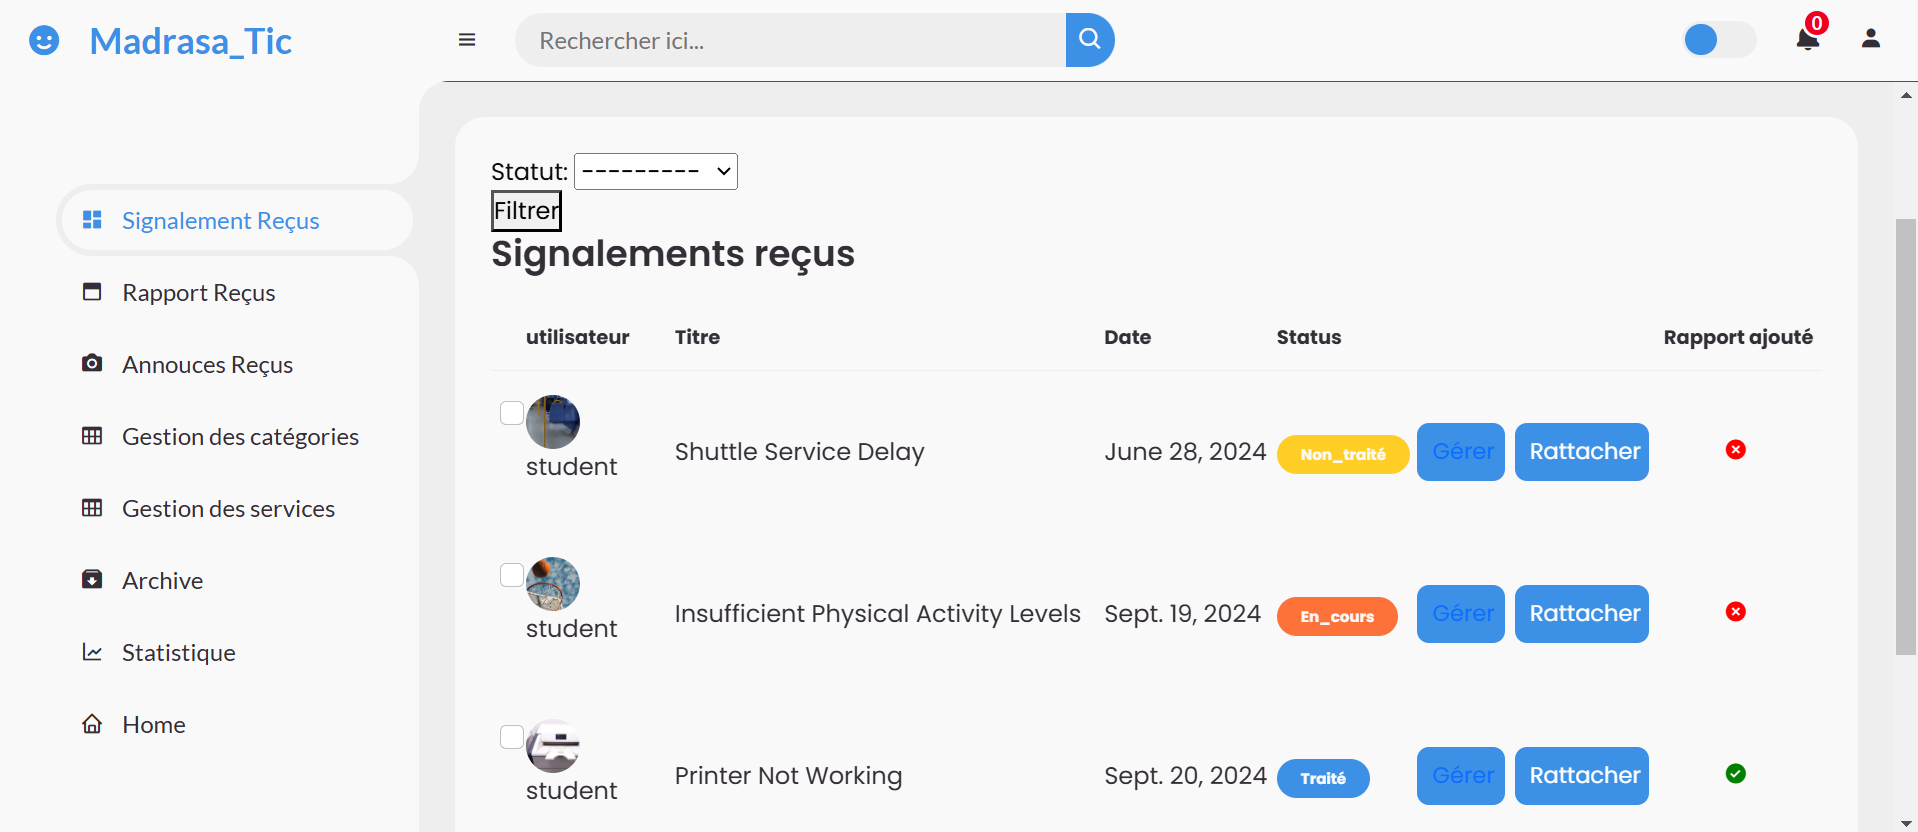 Madrasa_Tic
Rechercher ici...
0
Signalement Reçus
Rapport Reçus
Annouces Reçus
Gestion des catégories
Gestion des services
Archive
Statistique
Home
Statut: ---------
Filtrer
Signalements reçus
utilisateur Titre Date Status Rapport ajouté
student Shuttle Service Delay June 28, 2024 Non_traité Gérer Rattacher
student Insufficient Physical Activity Levels Sept. 19, 2024 En_cours Gérer Rattacher
student Printer Not Working Sept. 20, 2024 Traité Gérer Rattacher